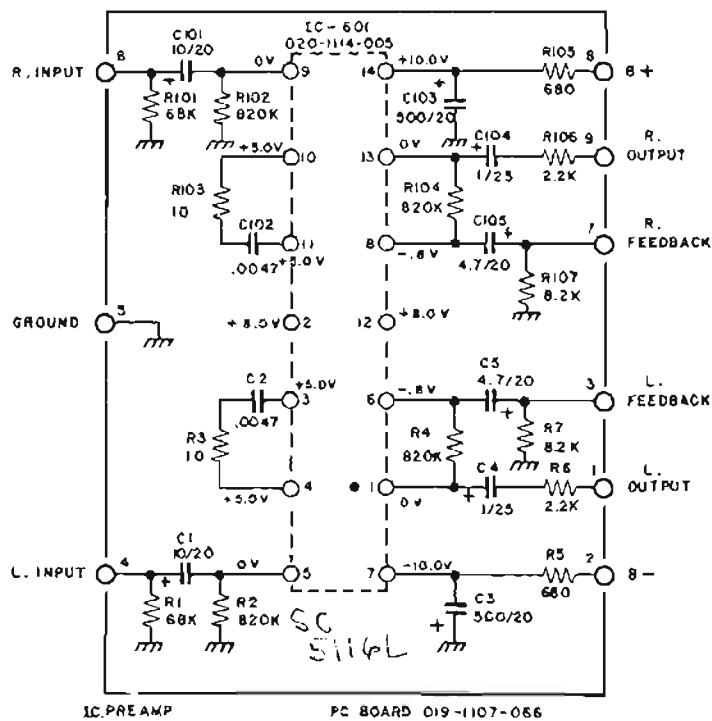 IC-601
020-1114-005
C101
10/20
R. INPUT
8
+
0V
9
R101
68K
R102
820K
14
+10.0V
C103
500/20
+
R105
680
8
B+
+5.0V
10
R103
10
C102
.0047
11
+5.0V
13
0V
+
C104
1/25
R106
2.2K
9
R.
OUTPUT
R104
820K
C105
+
4.7/20
8
-.8V
R107
8.2K
7
R.
FEEDBACK
GROUND
5
+8.0V
2
12
+8.0V
C2
.0047
+5.0V
3
R3
10
+5.0V
4
6
-.8V
C5
4.7/20
+
3
L.
FEEDBACK
R4
820K
R7
8.2K
1
0V
+
C4
1/25
R6
2.2K
1
L.
OUTPUT
C1
10/20
L. INPUT
4
+
0V
5
R1
68K
R2
820K
7
-10.0V
C3
500/20
+
R5
680
2
B-
SC
5116L
IC. PREAMP
PC BOARD 019-1107-066